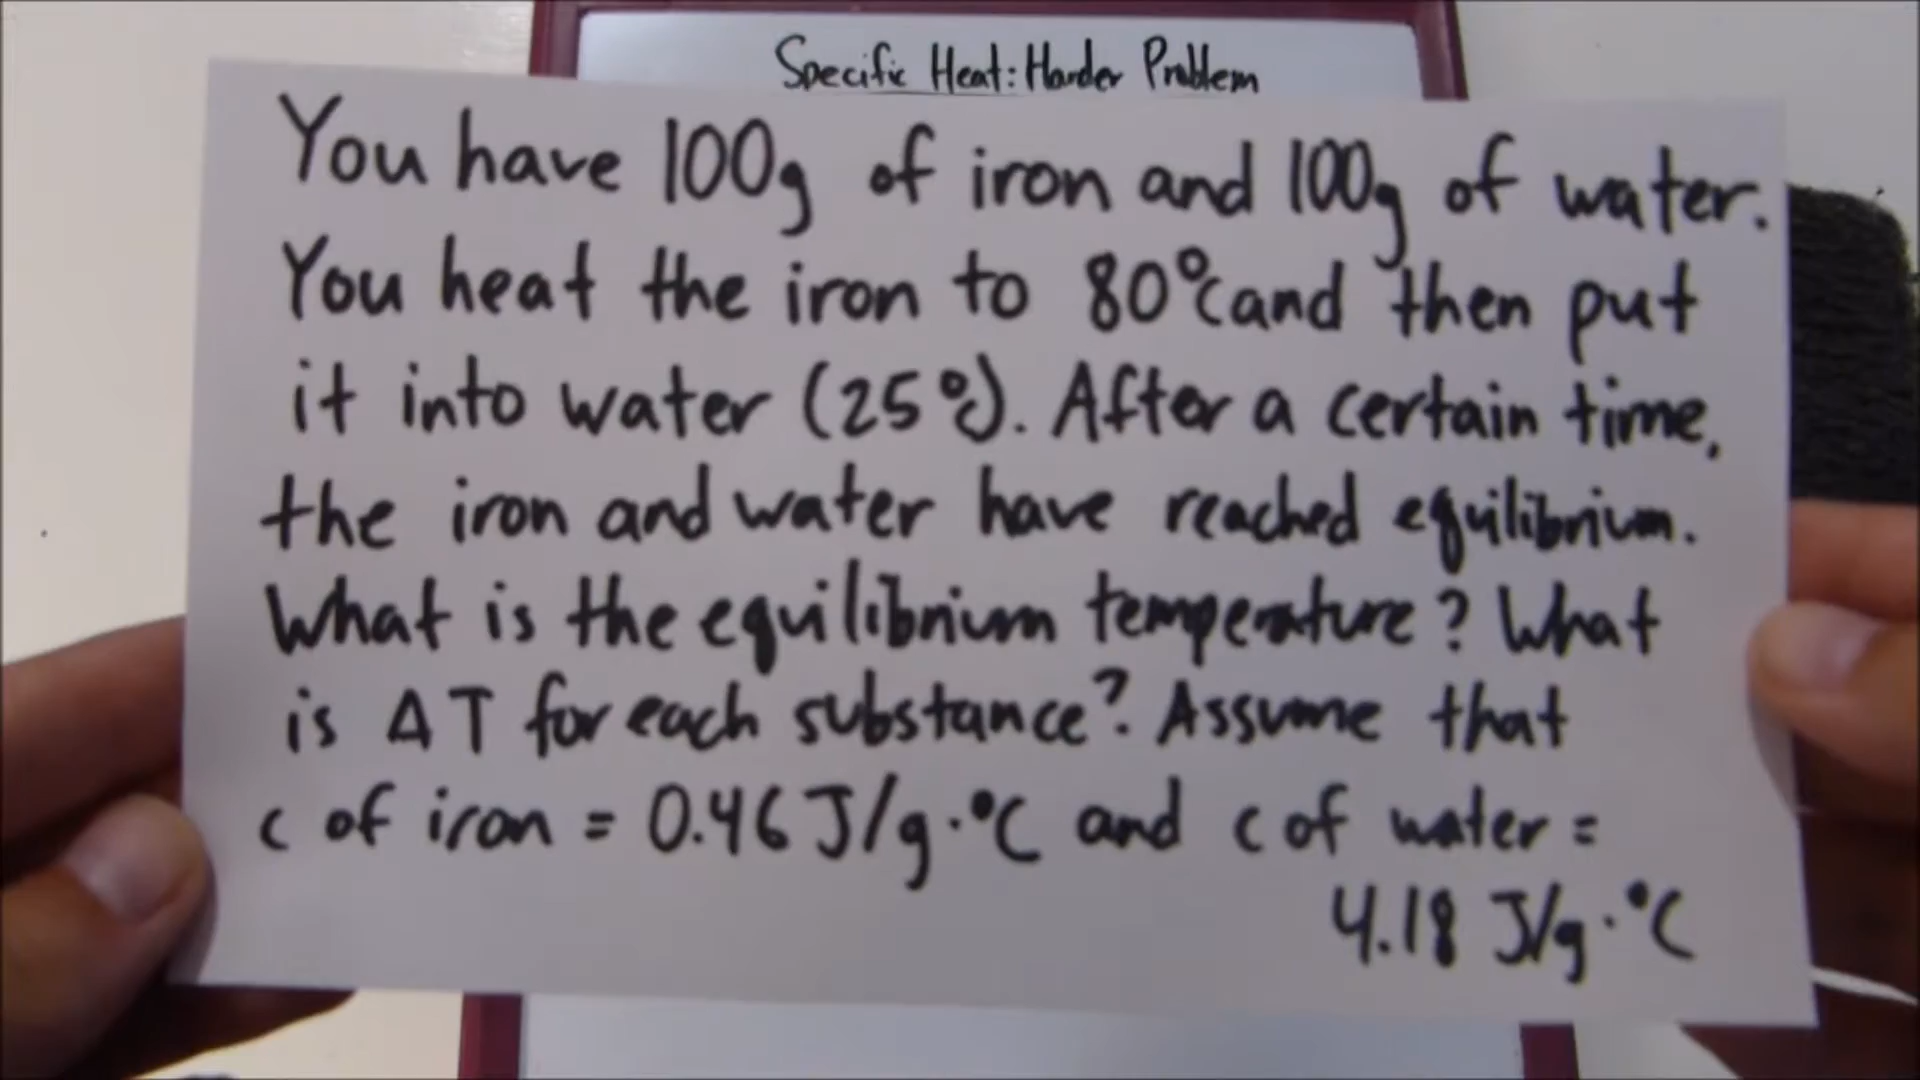 Specific Heat: Harder Problem
You have 100g of iron and 100g of water.
You heat the iron to 80°C and then put
it into water (25°C). After a certain time,
the iron and water have reached equilibrium.
What is the equilibrium temperature? What
is ΔT for each substance? Assume that
c of iron = 0.46 J/g·°C and c of water =
4.18 J/g·°C